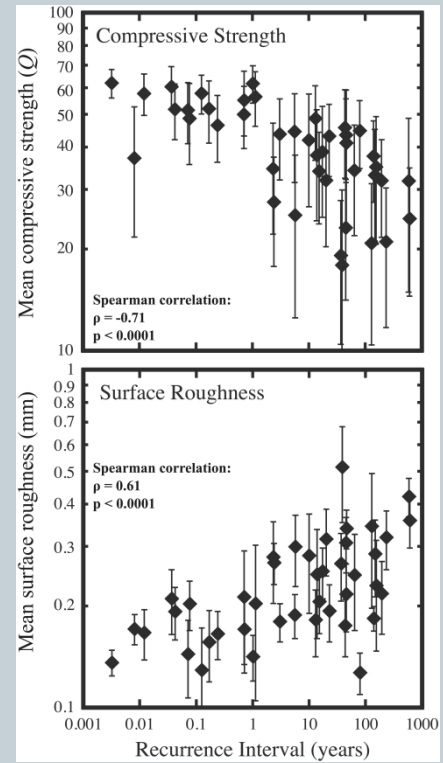 Compressive Strength
Mean compressive strength (Q)
100
90
80
70
60
50
40
30
20
10
Spearman correlation:
ρ = -0.71
p < 0.0001
Surface Roughness
Mean surface roughness (mm)
1
0.9
0.8
0.7
0.6
0.5
0.4
0.3
0.2
0.1
Spearman correlation:
ρ = 0.61
p < 0.0001
0.001 0.01 0.1 1 10 100 1000
Recurrence Interval (years)